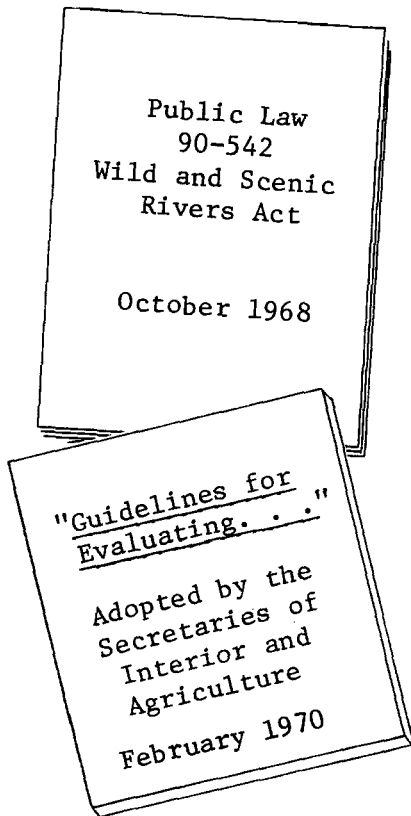 Public Law
90-542
Wild and Scenic
Rivers Act
October 1968
"Guidelines for
Evaluating. . ."
Adopted by the
Secretaries of
Interior and
Agriculture
February 1970